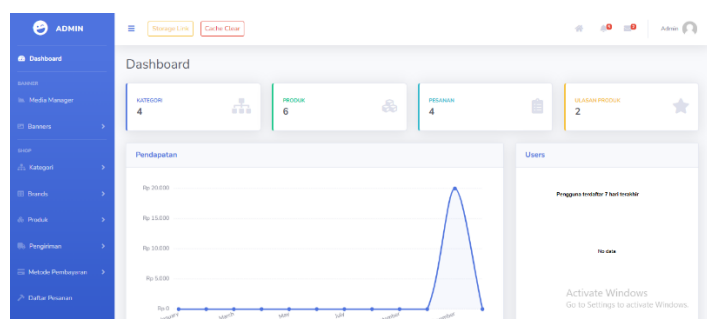 ADMIN
Storage Link
Cache Clear
Admin
Dashboard
Dashboard
BANNER
Media Manager
Banners
SHOP
Kategori
Brands
Produk
Pengiriman
Metode Pembayaran
Daftar Pesanan
KATEGORI
4
PRODUK
6
PESANAN
4
ULASAN PRODUK
2
Pendapatan
Rp 20.000
Rp 15.000
Rp 10.000
Rp 5.000
Rp 0
March
May
July
Users
Pengguna terdaftar 7 hari terakhir
No data
Activate Windows
Go to Settings to activate Windows.